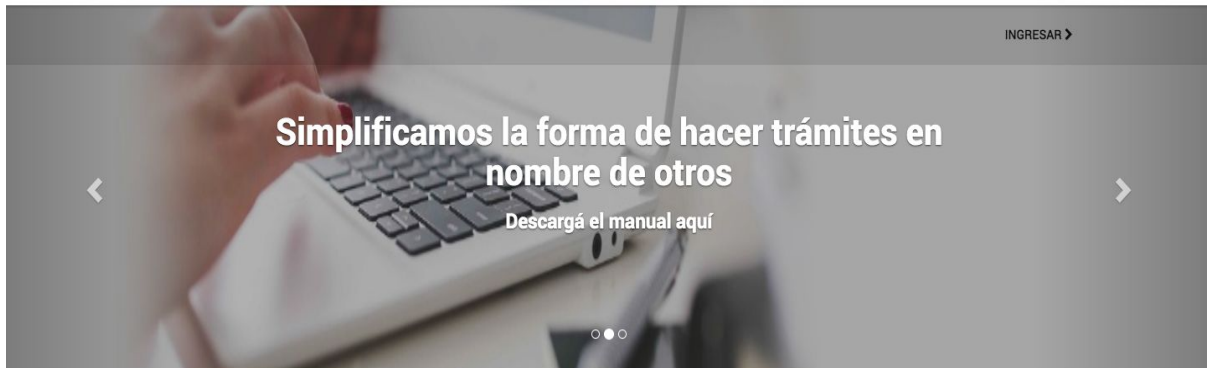 INGRESAR
Simplificamos la forma de hacer trámites en
nombre de otros
Descargá el manual aquí